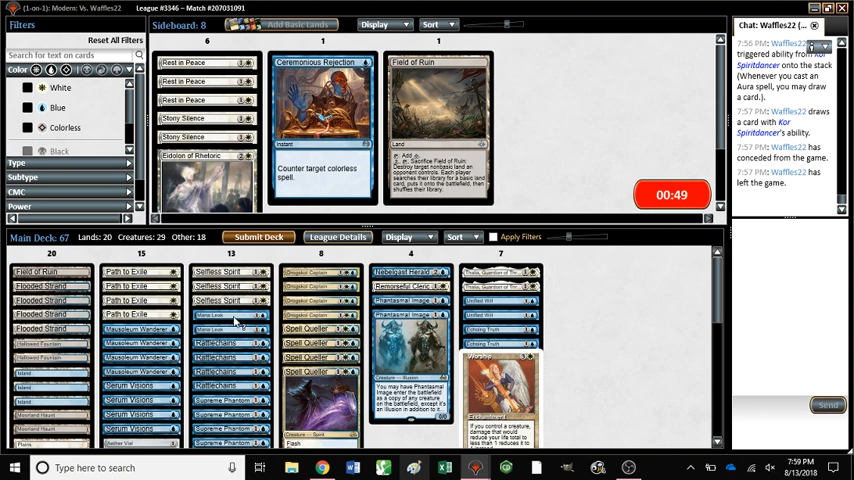 (1-on-1): Modern: Vs. Waffles22
League #3346 – Match #207031091
Filters
Reset All Filters
Search for text on cards
Color
White
Blue
Colorless
Black
Type
Subtype
CMC
Power
Sideboard: 8
Add Basic Lands
Display
Sort
6
1
1
Rest in Peace
Rest in Peace
Rest in Peace
Stony Silence
Stony Silence
Eidolon of Rhetoric
Ceremonious Rejection
Instant
Counter target colorless
spell.
Field of Ruin
Land
Destroy target nonbasic land
an opponent controls. Each player
searches their library for a basic land
card, puts it onto the battlefield, then
shuffles their library.
00:49
Main Deck: 67
Lands: 20
Creatures: 29
Other: 18
Submit Deck
League Details
Display
Sort
Apply Filters
20
15
13
8
4
7
Field of Ruin
Flooded Strand
Flooded Strand
Flooded Strand
Flooded Strand
Hallowed Fountain
Hallowed Fountain
Island
Island
Island
Moorland Haunt
Moorland Haunt
Plains
Path to Exile
Path to Exile
Path to Exile
Path to Exile
Mausoleum Wanderer
Mausoleum Wanderer
Mausoleum Wanderer
Mausoleum Wanderer
Serum Visions
Serum Visions
Serum Visions
Serum Visions
Aether Vial
Selfless Spirit
Selfless Spirit
Selfless Spirit
Mana Leak
Mana Leak
Rattlechains
Rattlechains
Rattlechains
Rattlechains
Supreme Phantom
Supreme Phantom
Supreme Phantom
Supreme Phantom
Drogskol Captain
Drogskol Captain
Drogskol Captain
Drogskol Captain
Spell Queller
Spell Queller
Spell Queller
Spell Queller
Creature — Spirit
Flash
Nebelgast Herald
Remorseful Cleric
Phantasmal Image
Phantasmal Image
Creature — Illusion
You may have Phantasmal
Image enter the battlefield
as a copy of any creature
on the battlefield, except
it's an Illusion in addition to it...
0/0
Thalia, Guardian of Thr...
Thalia, Guardian of Thr...
Unified Will
Unified Will
Echoing Truth
Echoing Truth
Worship
Enchantment
If you control a creature,
damage that would
reduce your life total to
less than 1 reduces it to
Chat: Waffles22 (...
7:56 PM: Waffles22
triggered ability from Kor
Spiritdancer onto the stack
(Whenever you cast an
Aura spell, you may draw
a card.).
7:57 PM: Waffles22
draws
a card with Kor
Spiritdancer's ability.
7:57 PM: Waffles22 has
conceded from the game.
7:57 PM: Waffles22 has
left the game.
Send
Type here to search
7:59 PM
8/13/2018